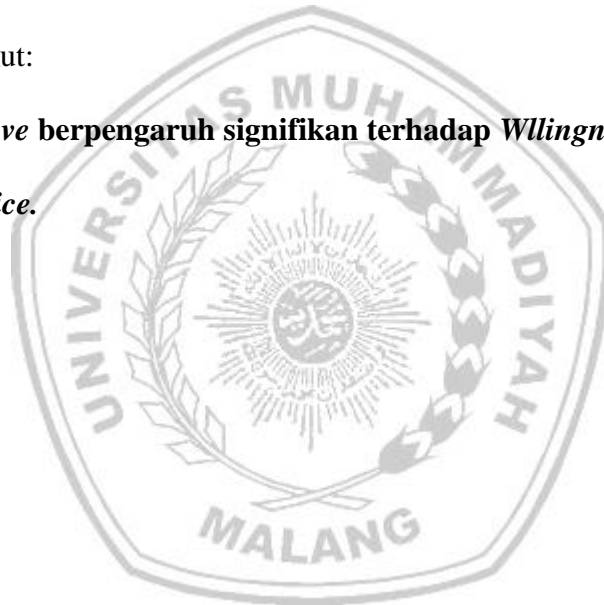 ut:
ve berpengaruh signifikan terhadap Wllingn
ice.
UNIVERSITAS MUHAMMADIYAH
MALANG